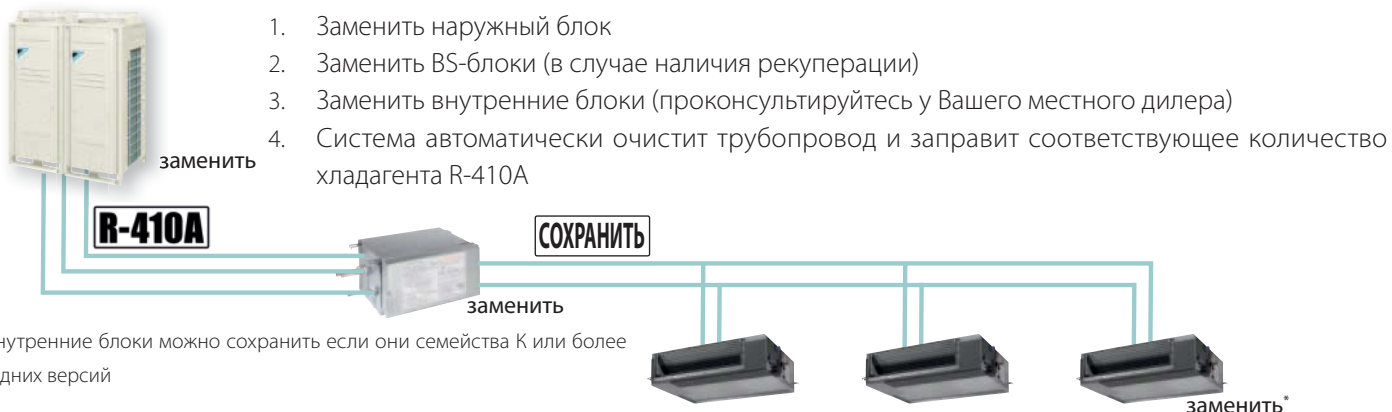 1. Заменить наружный блок
2. Заменить BS-блоки (в случае наличия рекуперации)
3. Заменить внутренние блоки (проконсультируйтесь у Вашего местного дилера)
4. Система автоматически очистит трубопровод и заправит соответствующее количество
хладагента R-410A
заменить
R-410A
СОХРАНИТЬ
заменить
блоки можно сохранить если они семейства К или более
версий
заменить*